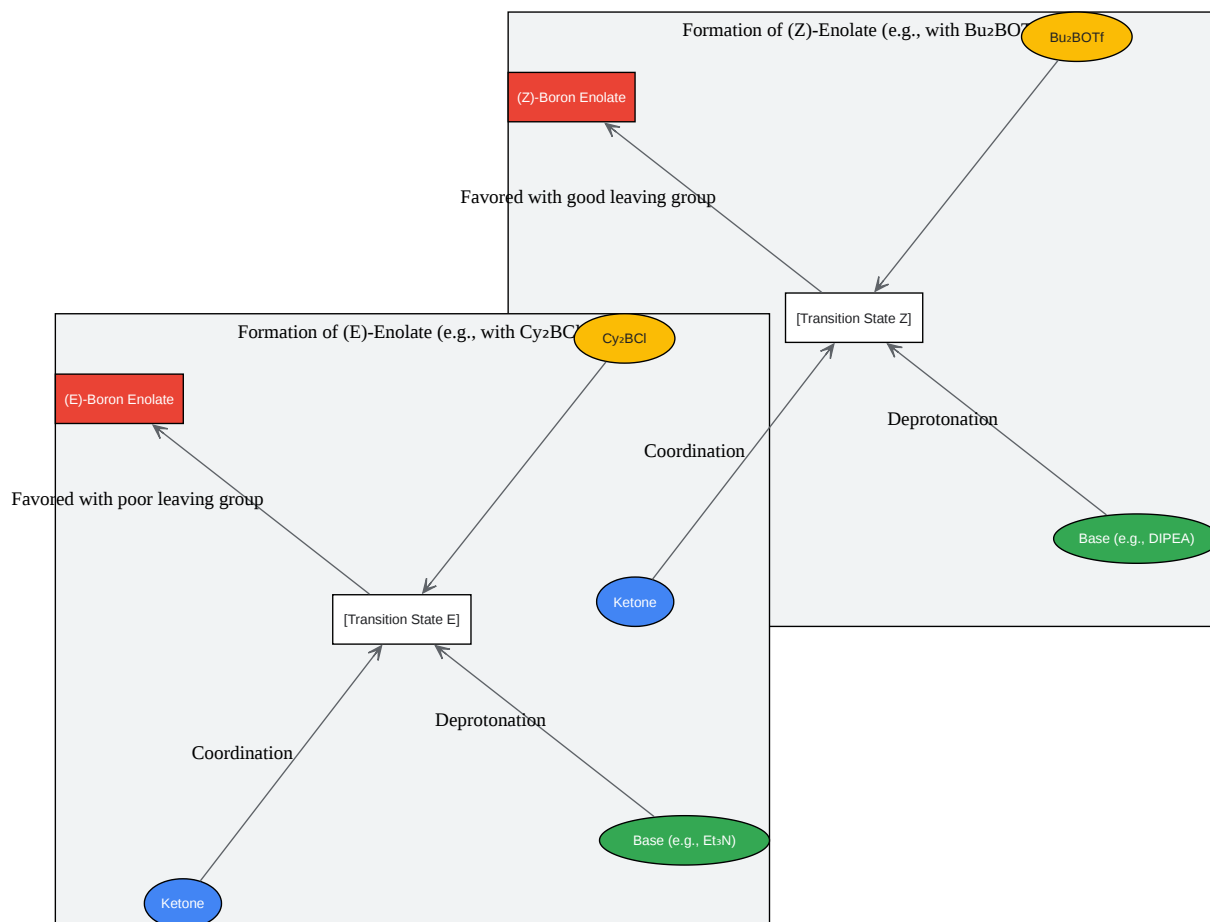 Formation of (Z)-Enolate (e.g., with Bu₂BOT
Bu₂BOTf
(Z)-Boron Enolate
Favored with good leaving group
[Transition State Z]
Deprotonation
Coordination
Base (e.g., DIPEA)
Ketone
Formation of (E)-Enolate (e.g., with Cy₂BCl
Cy₂BCl
(E)-Boron Enolate
Favored with poor leaving group
[Transition State E]
Deprotonation
Coordination
Base (e.g., Et₃N)
Ketone